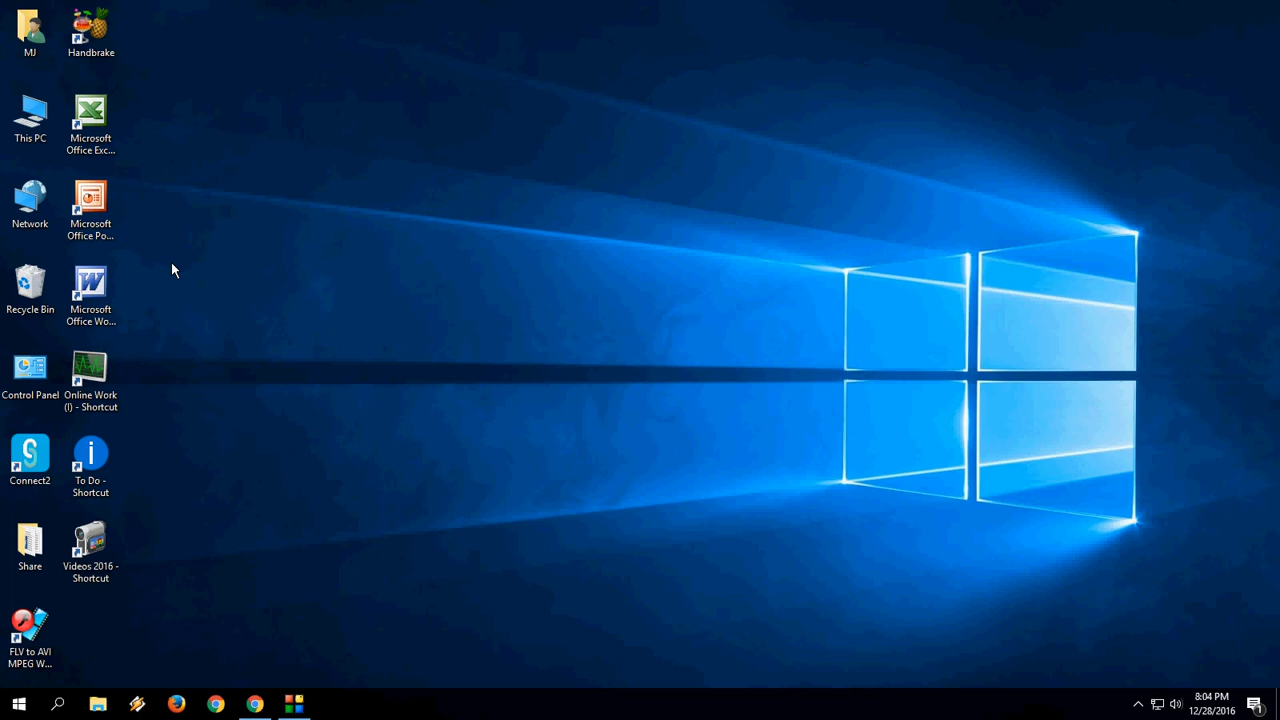 MJ
Handbrake
This PC
Microsoft
Office Exc...
Network
Microsoft
Office Po...
Recycle Bin
Microsoft
Office Wo...
Control Panel
Online Work
(I) - Shortcut
Connect2
To Do -
Shortcut
Share
Videos 2016 -
Shortcut
FLV to AVI
MPEG W...
8:04 PM
12/28/2016
1